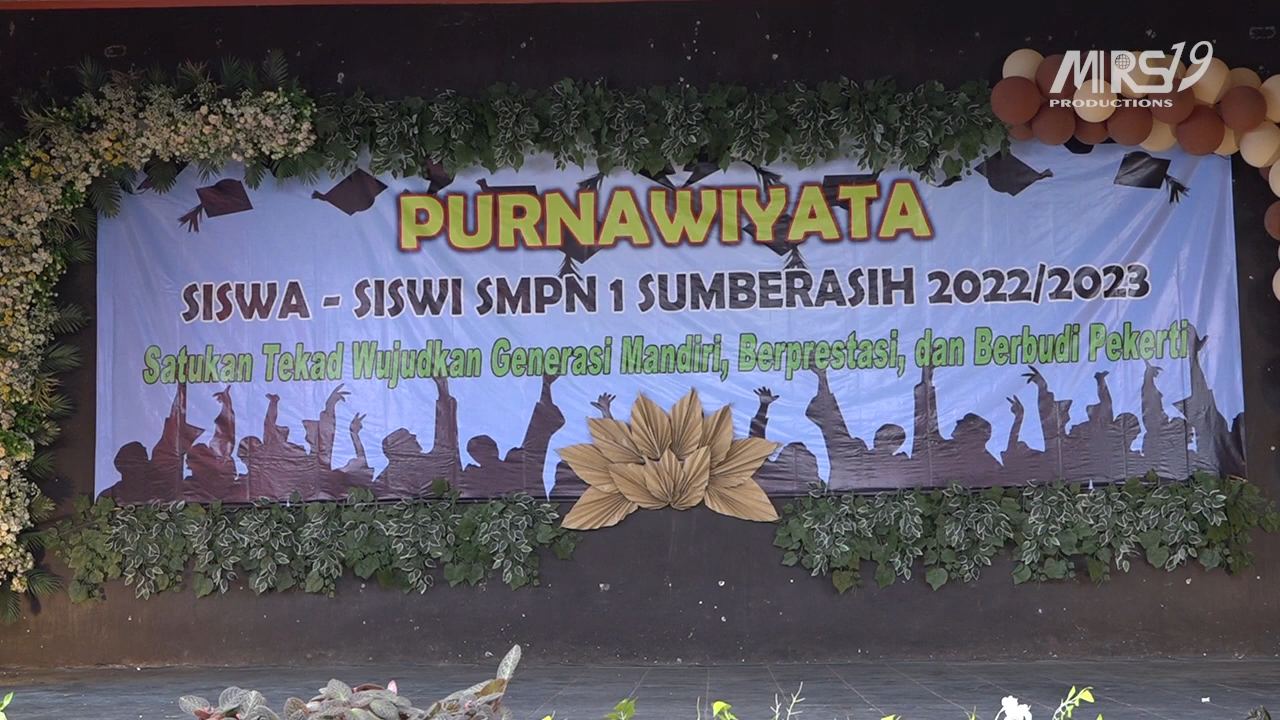 MRS19
PRODUCTIONS
PURNAWIYATA
SISWA - SISWI SMPN 1 SUMBERASIH 2022/2023
Satukan Tekad Wujudkan Generasi Mandiri, Berprestasi, dan Berbudi Pekerti